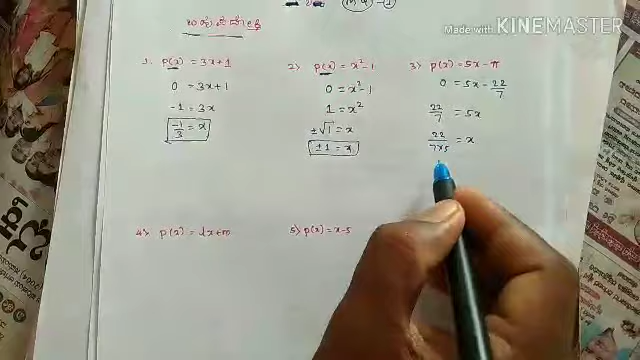 Made with KINEMASTER
1. p(x) = 3x+1
0 = 3x+1
-1 = 3x
-1/3 = x
2) p(x) = x²-1
0 = x²-1
1 = x²
±√1 = x
±1 = x
3) p(x) = 5x-π
0 = 5x-22/7
22/7 = 5x
22/7×5 = x
4) p(x) = lx+m
5) p(x) = x-5